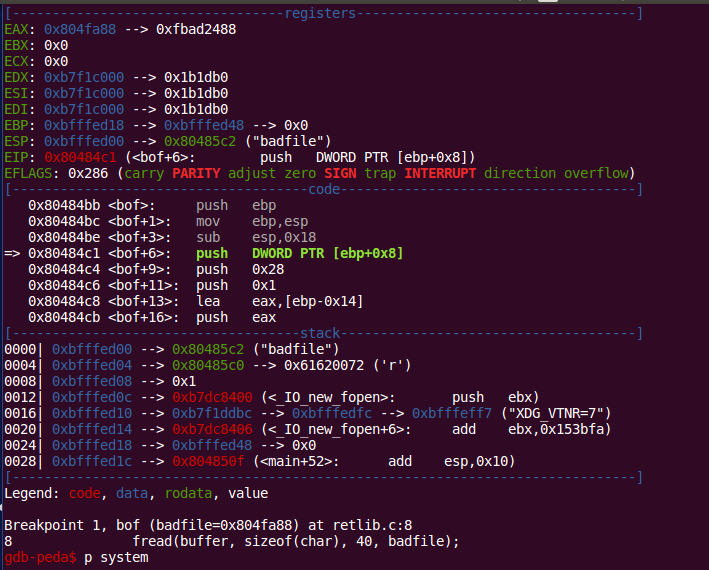 [----------------------------------registers-----------------------------------]
EAX: 0x804fa88 --> 0xfbad2488
EBX: 0x0
ECX: 0x0
EDX: 0xb7f1c000 --> 0x1b1db0
ESI: 0xb7f1c000 --> 0x1b1db0
EDI: 0xb7f1c000 --> 0x1b1db0
EBP: 0xbfffed18 --> 0xbfffed48 --> 0x0
ESP: 0xbfffed00 --> 0x80485c2 ("badfile")
EIP: 0x80484c1 (<bof+6>:	push   DWORD PTR [ebp+0x8])
EFLAGS: 0x286 (carry PARITY adjust zero SIGN trap INTERRUPT direction overflow)
[-------------------------------------code-------------------------------------]
   0x80484bb <bof>:	push   ebp
   0x80484bc <bof+1>:	mov    ebp,esp
   0x80484be <bof+3>:	sub    esp,0x18
=> 0x80484c1 <bof+6>:	push   DWORD PTR [ebp+0x8]
   0x80484c4 <bof+9>:	push   0x28
   0x80484c6 <bof+11>:	push   0x1
   0x80484c8 <bof+13>:	lea    eax,[ebp-0x14]
   0x80484cb <bof+16>:	push   eax
[------------------------------------stack-------------------------------------]
0000| 0xbfffed00 --> 0x80485c2 ("badfile")
0004| 0xbfffed04 --> 0x80485c0 --> 0x61620072 ('r')
0008| 0xbfffed08 --> 0x1
0012| 0xbfffed0c --> 0xb7dc8400 (<_IO_new_fopen>:	push   ebx)
0016| 0xbfffed10 --> 0xb7f1ddbc --> 0xbfffedfc --> 0xbfffeff7 ("XDG_VTNR=7")
0020| 0xbfffed14 --> 0xb7dc8406 (<_IO_new_fopen+6>:	add    ebx,0x153bfa)
0024| 0xbfffed18 --> 0xbfffed48 --> 0x0
0028| 0xbfffed1c --> 0x804850f (<main+52>:	add    esp,0x10)
[------------------------------------------------------------------------------]
Legend: code, data, rodata, value
Breakpoint 1, bof (badfile=0x804fa88) at retlib.c:8
8	    fread(buffer, sizeof(char), 40, badfile);
gdb-peda$ p system